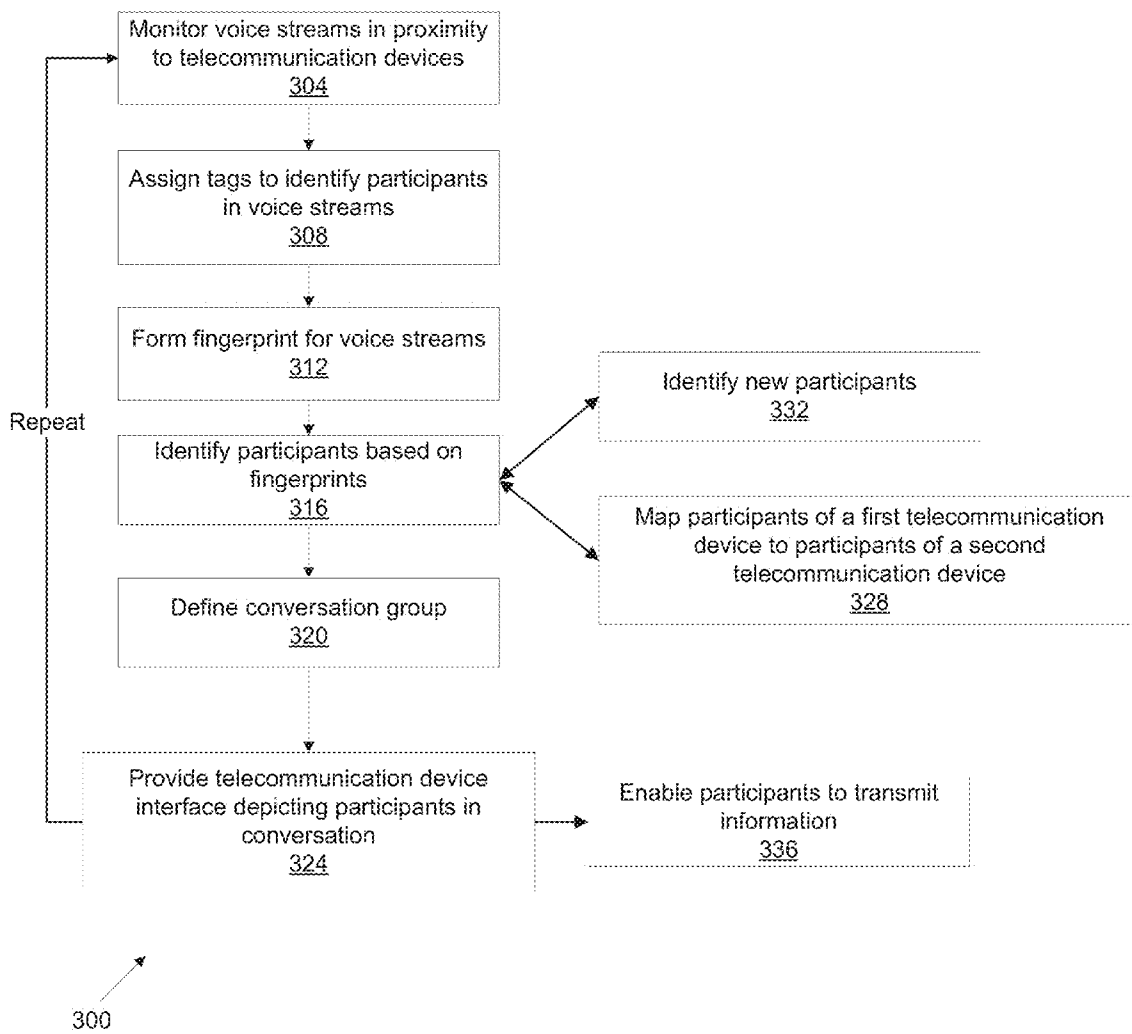 Monitor voice streams in proximity
to telecommunication devices
304
Assign tags to identify participants
in voice streams
308
Form fingerprint for voice streams
312
Repeat
Identify participants based on
fingerprints
316
Identify new participants
332
Map participants of a first telecommunication
device to participants of a second
telecommunication device
328
Define conversation group
320
Provide telecommunication device
interface depicting participants in
conversation
324
Enable participants to transmit
information
336
300